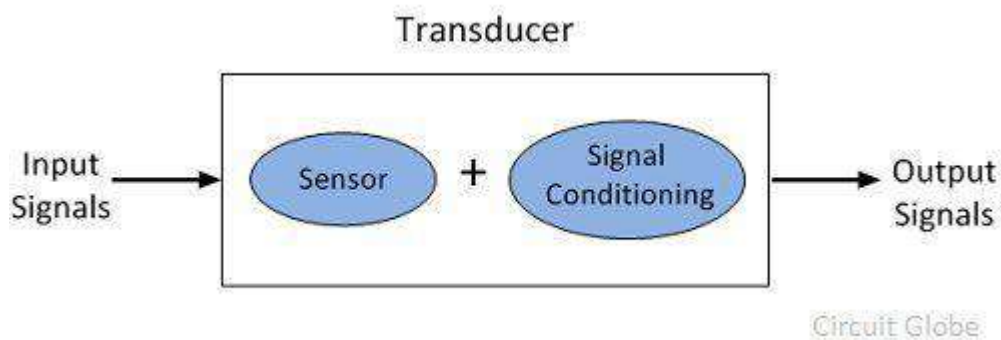 Transducer
Input
Signals
Sensor
+
Signal
Conditioning
Output
Signals
Circuit Globe